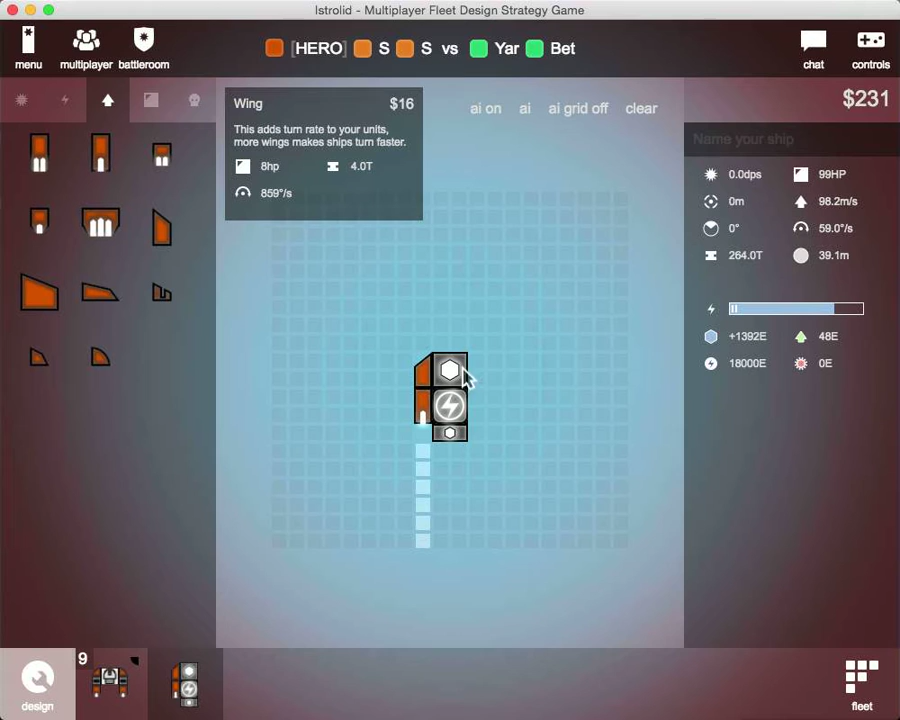 Istrolid - Multiplayer Fleet Design Strategy Game
menu multiplayer battleroom
[HERO] S S vs Yar Bet
chat controls
Wing $16
This adds turn rate to your units,
more wings makes ships turn faster.
8hp 4.0T
859°/s
ai on ai ai grid off clear
$231
Name your ship
0.0dps 99HP
0m 98.2m/s
0° 59.0°/s
264.0T 39.1m
+1392E 48E
18000E 0E
9
design
fleet